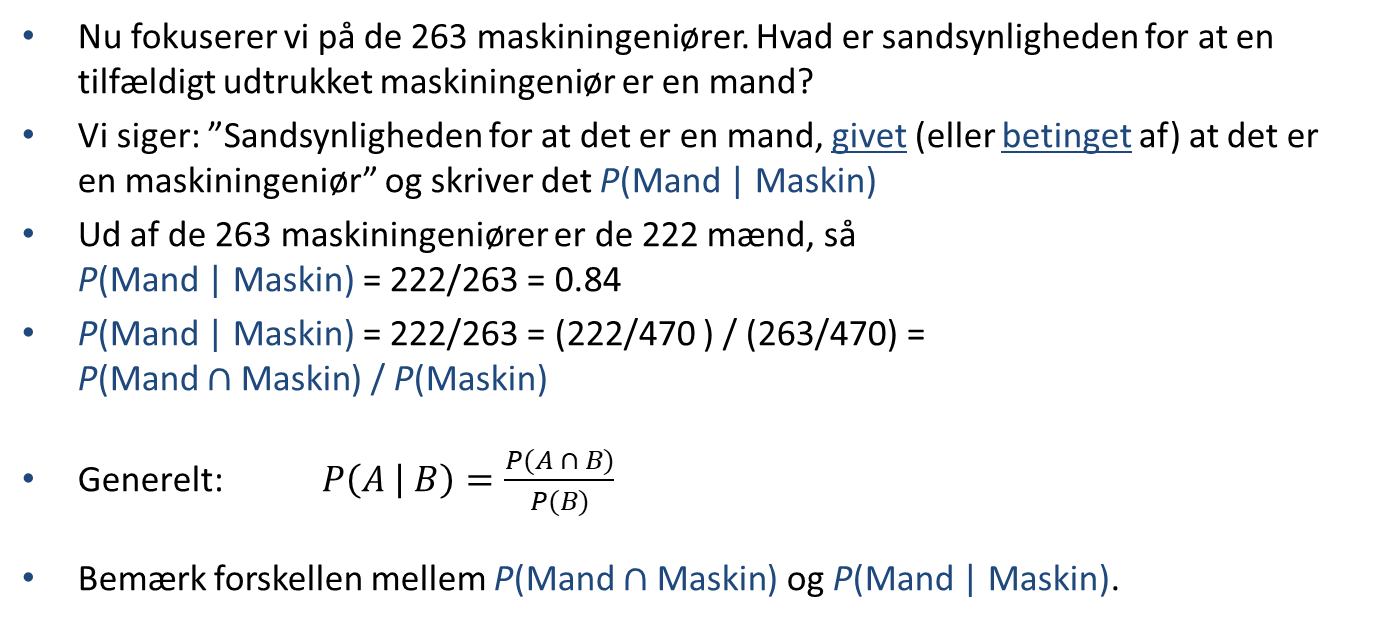 • Nu fokuserer vi på de 263 maskiningeniører. Hvad er sandsynligheden for at en
tilfældigt udtrukket maskiningeniør er en mand?
• Vi siger: ”Sandsynligheden for at det er en mand, givet (eller betinget af) at det er
en maskiningeniør” og skriver det P(Mand | Maskin)
• Ud af de 263 maskiningeniører er de 222 mænd, så
P(Mand | Maskin) = 222/263 = 0.84
• P(Mand | Maskin) = 222/263 = (222/470 ) / (263/470) =
P(Mand ∩ Maskin) / P(Maskin)
• Generelt: P(A | B) = P(A ∩ B) / P(B)
• Bemærk forskellen mellem P(Mand ∩ Maskin) og P(Mand | Maskin).